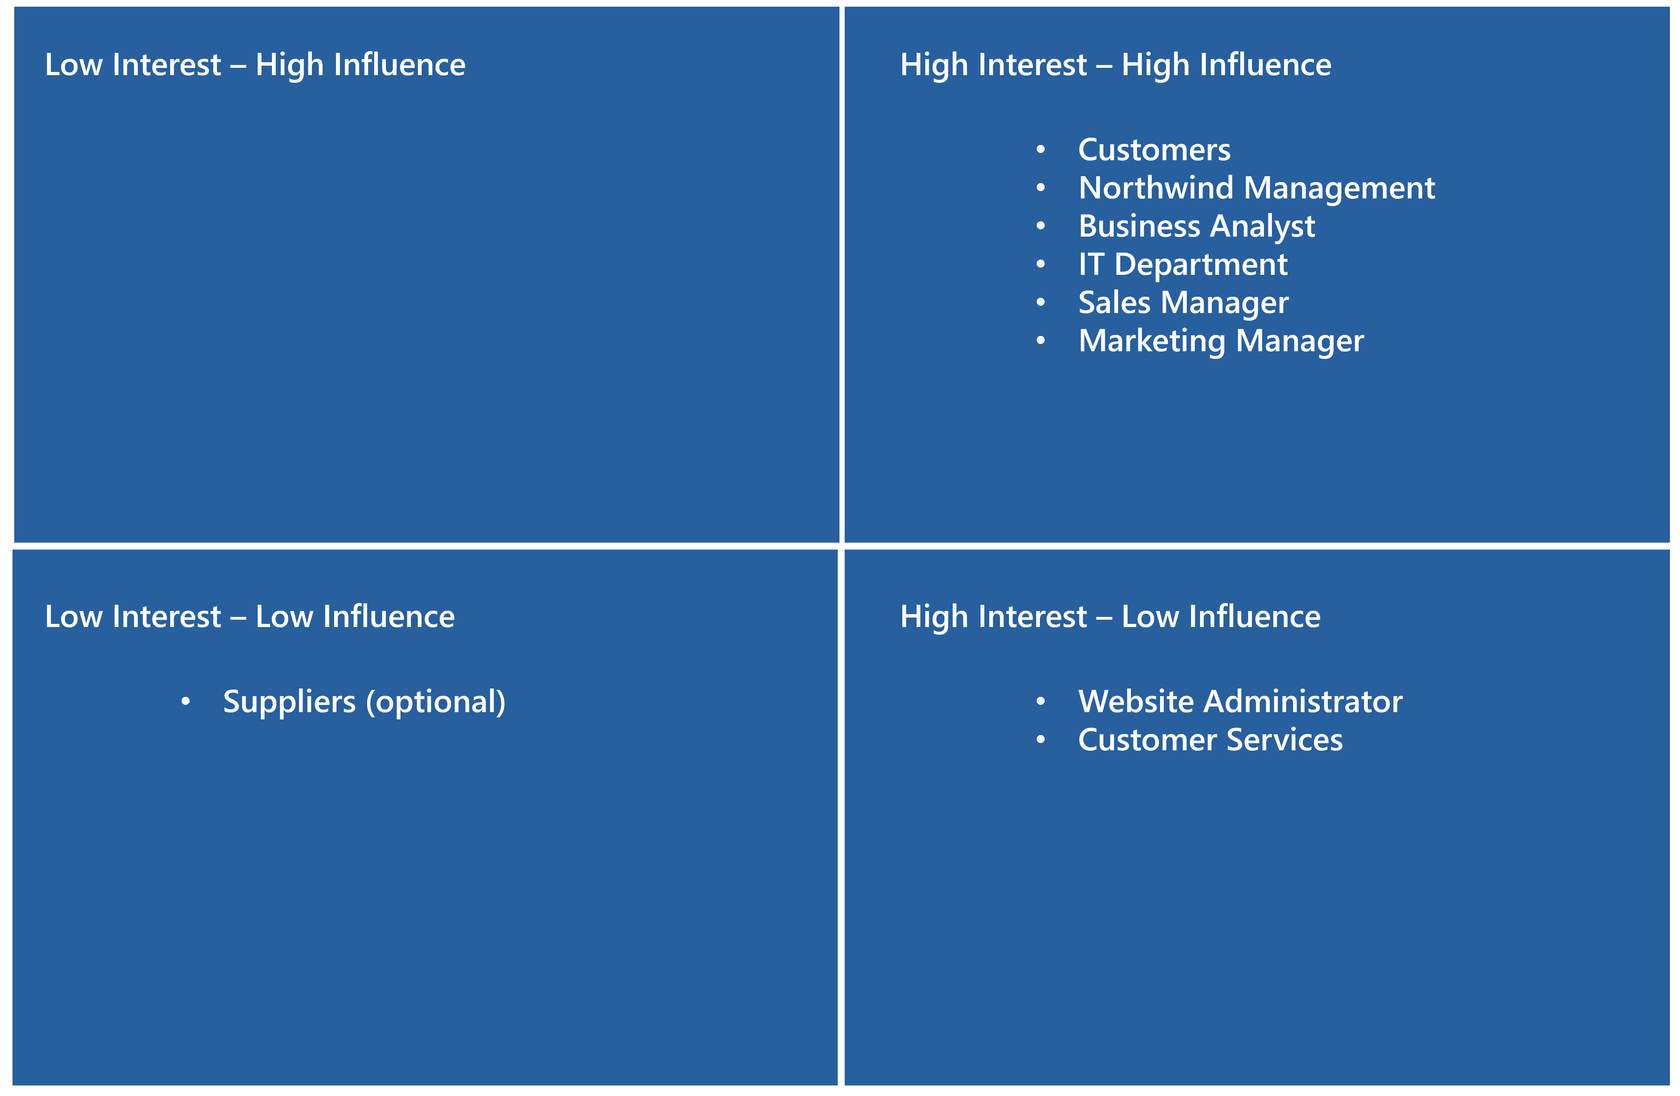 Low Interest – High Influence
High Interest – High Influence
• Customers
• Northwind Management
• Business Analyst
• IT Department
• Sales Manager
• Marketing Manager
Low Interest – Low Influence
• Suppliers (optional)
High Interest – Low Influence
• Website Administrator
• Customer Services